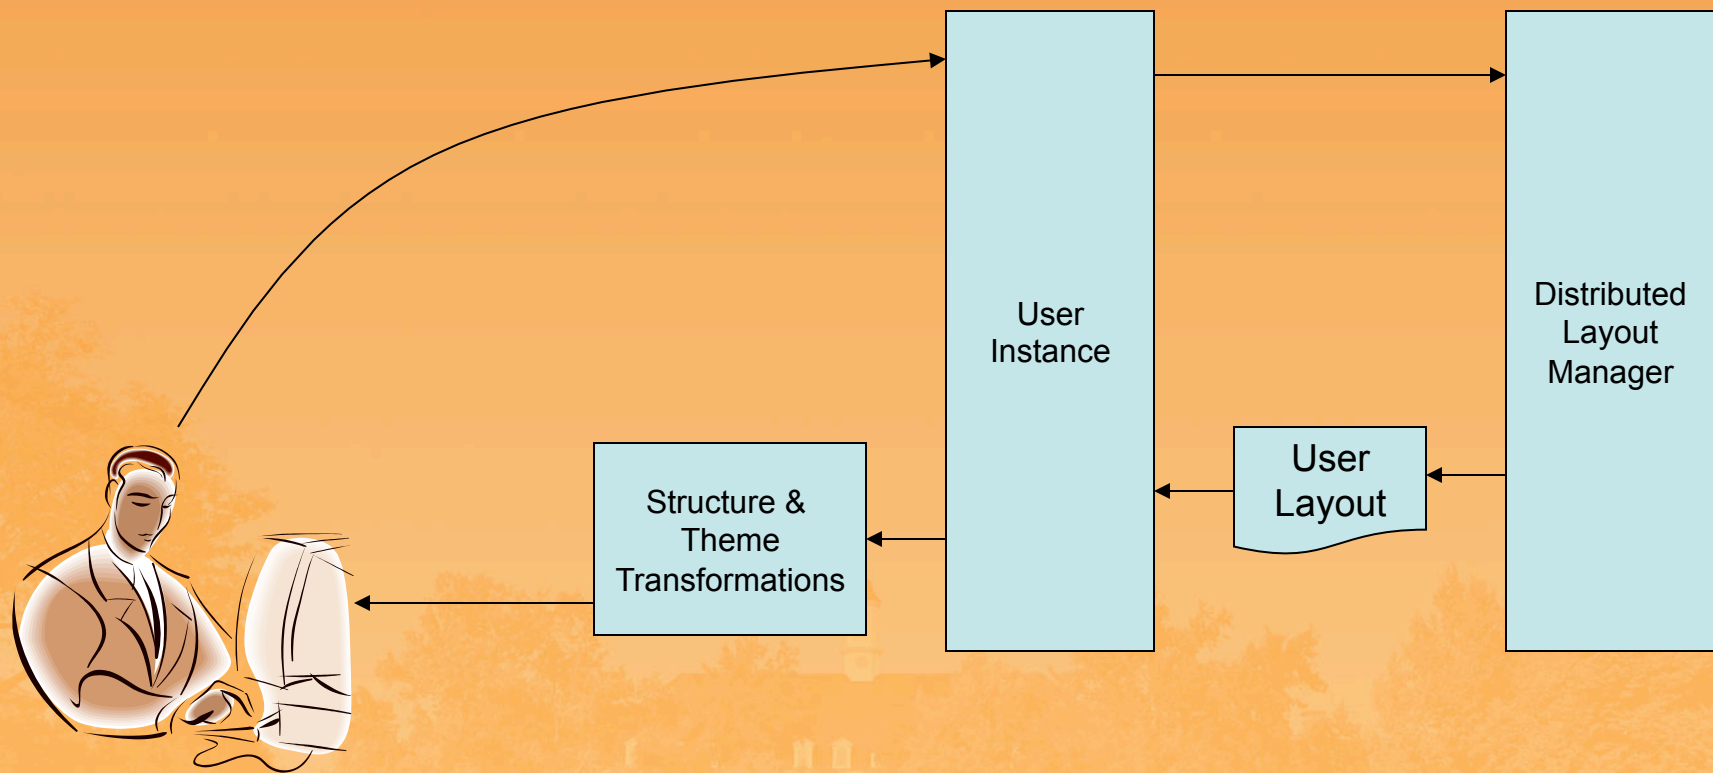 User
Instance
Distributed
Layout
Manager
User
Layout
Structure &
Theme
Transformations